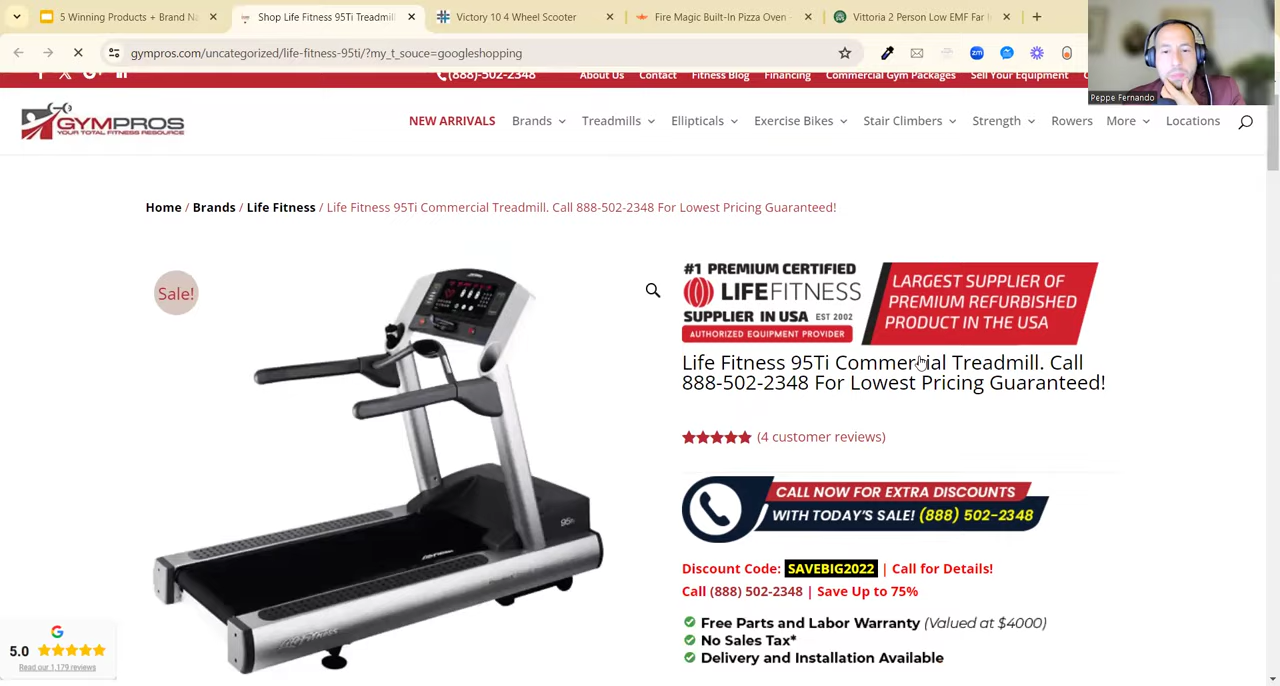 5 Winning Products + Brand Na
Shop Life Fitness 95Ti Treadmill
Victory 10 4 Wheel Scooter
Fire Magic Built-In Pizza Oven -
Vittoria 2 Person Low EMF Far I
gympros.com/uncategorized/life-fitness-95ti/?my_t_souce=googleshopping
Peppe Fernando
(888)-502-2348
About Us
Contact
Fitness Blog
Financing
Commercial Gym Packages
Sell Your Equipment
GYMPROS
YOUR TOTAL FITNESS RESOURCE
NEW ARRIVALS
Brands
Treadmills
Ellipticals
Exercise Bikes
Stair Climbers
Strength
Rowers
More
Locations
Home / Brands / Life Fitness / Life Fitness 95Ti Commercial Treadmill. Call 888-502-2348 For Lowest Pricing Guaranteed!
Sale!
#1 PREMIUM CERTIFIED
LIFEFITNESS
SUPPLIER IN USA EST 2002
AUTHORIZED EQUIPMENT PROVIDER
LARGEST SUPPLIER OF
PREMIUM REFURBISHED
PRODUCT IN THE USA
Life Fitness 95Ti Commercial Treadmill. Call
888-502-2348 For Lowest Pricing Guaranteed!
(4 customer reviews)
CALL NOW FOR EXTRA DISCOUNTS
WITH TODAY'S SALE! (888) 502-2348
Discount Code: SAVEBIG2022 | Call for Details!
Call (888) 502-2348 | Save Up to 75%
Free Parts and Labor Warranty (Valued at $4000)
No Sales Tax*
Delivery and Installation Available
5.0
Read our 1,179 reviews